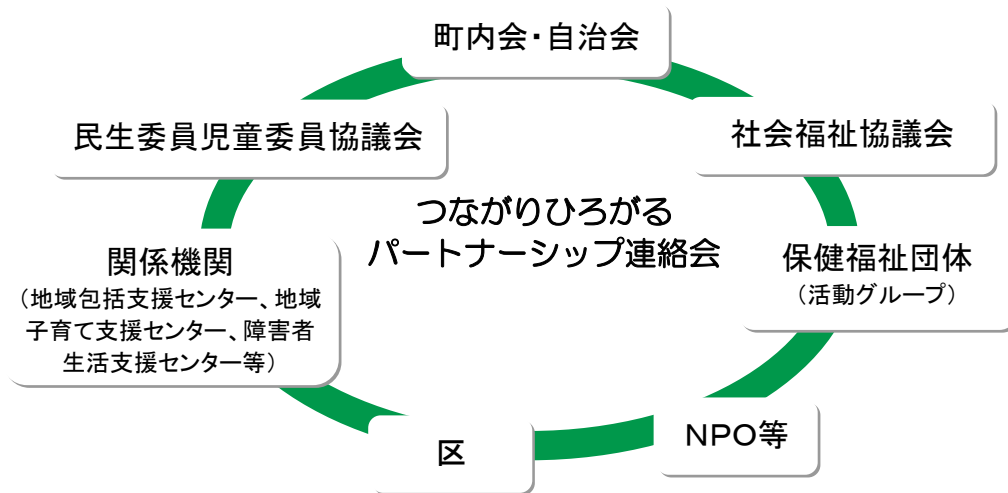 町内会・自治会
民生委員児童委員協議会
社会福祉協議会
つながりひろがる
パートナーシップ連絡会
関係機関
（地域包括支援センター、地域
子育て支援センター、障害者
生活支援センター等）
保健福祉団体
（活動グループ）
区
NPO等